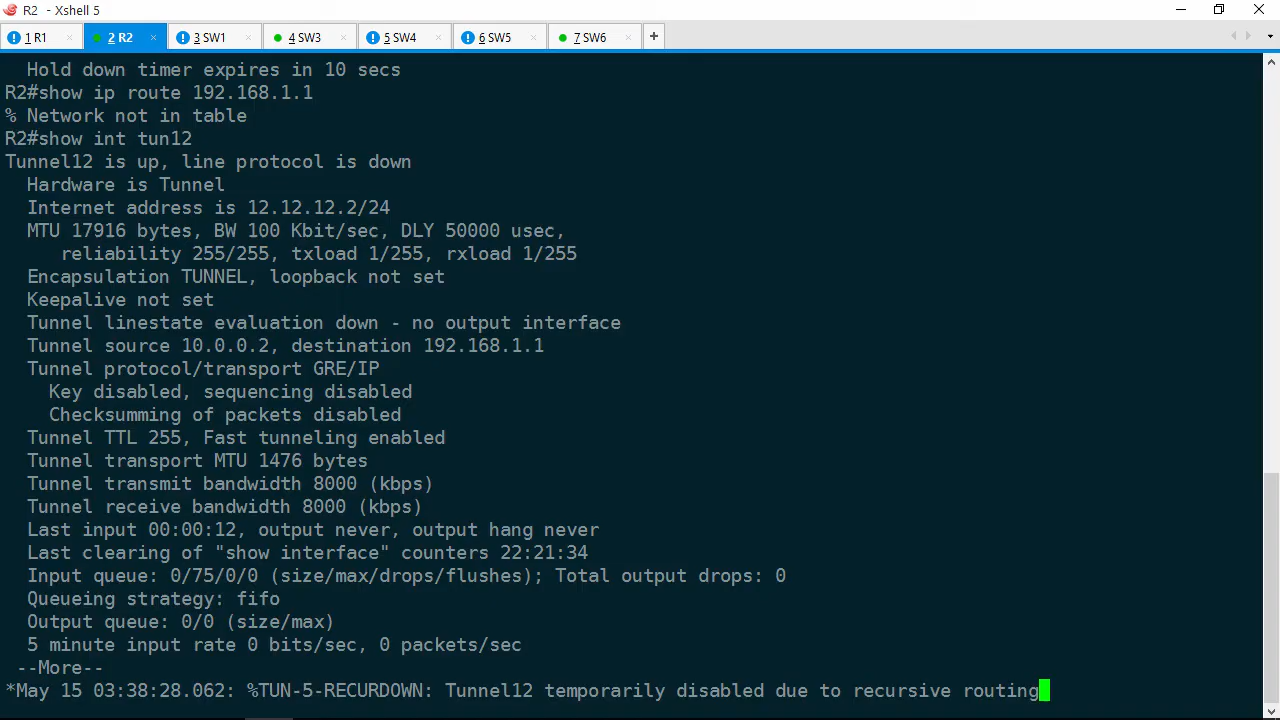 R2 - Xshell 5
1 R1 2 R2 3 SW1 4 SW3 5 SW4 6 SW5 7 SW6
Hold down timer expires in 10 secs
R2#show ip route 192.168.1.1
% Network not in table
R2#show int tun12
Tunnel12 is up, line protocol is down
Hardware is Tunnel
Internet address is 12.12.12.2/24
MTU 17916 bytes, BW 100 Kbit/sec, DLY 50000 usec,
reliability 255/255, txload 1/255, rxload 1/255
Encapsulation TUNNEL, loopback not set
Keepalive not set
Tunnel linestate evaluation down - no output interface
Tunnel source 10.0.0.2, destination 192.168.1.1
Tunnel protocol/transport GRE/IP
Key disabled, sequencing disabled
Checksumming of packets disabled
Tunnel TTL 255, Fast tunneling enabled
Tunnel transport MTU 1476 bytes
Tunnel transmit bandwidth 8000 (kbps)
Tunnel receive bandwidth 8000 (kbps)
Last input 00:00:12, output never, output hang never
Last clearing of "show interface" counters 22:21:34
Input queue: 0/75/0/0 (size/max/drops/flushes); Total output drops: 0
Queueing strategy: fifo
Output queue: 0/0 (size/max)
5 minute input rate 0 bits/sec, 0 packets/sec
--More--
*May 15 03:38:28.062: %TUN-5-RECURDOWN: Tunnel12 temporarily disabled due to recursive routing